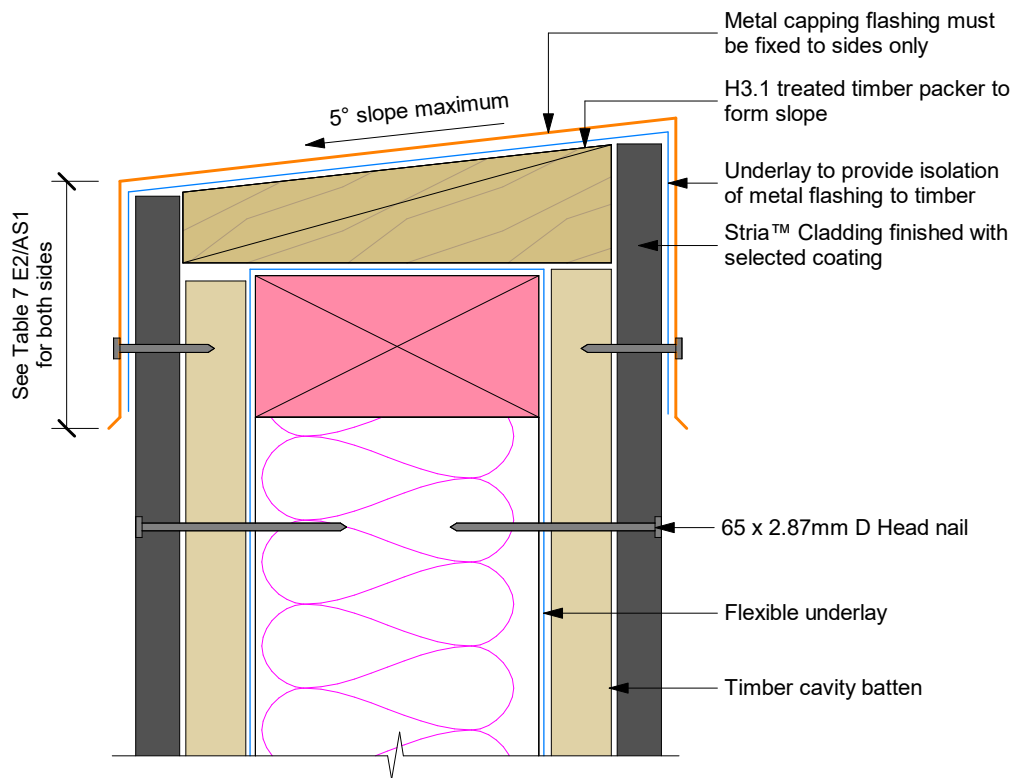 Metal capping flashing must
be fixed to sides only
H3.1 treated timber packer to
form slope
5° slope maximum
Underlay to provide isolation
of metal flashing to timber
Stria™ Cladding finished with
selected coating
See Table 7 E2/AS1
for both sides
65 x 2.87mm D Head nail
Flexible underlay
Timber cavity batten